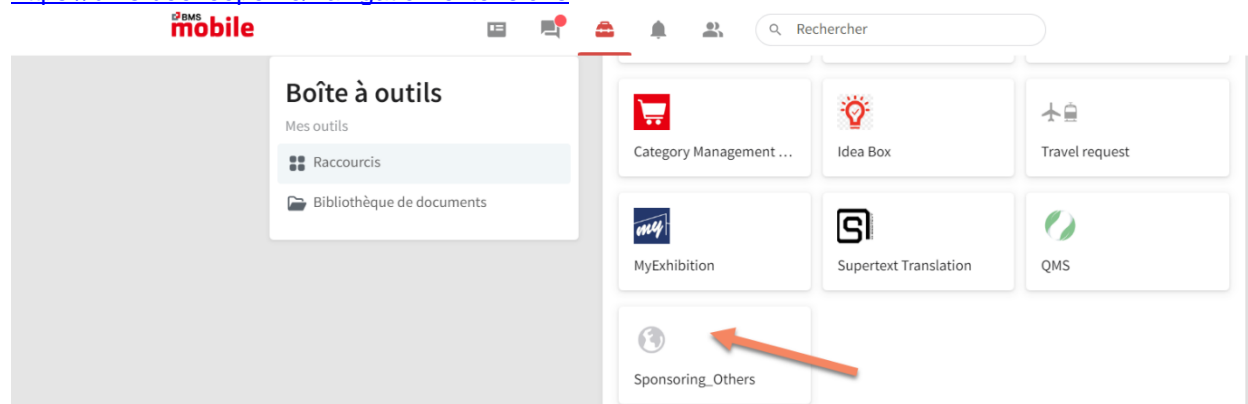 BMS
mobile
Rechercher
Boîte à outils
Mes outils
Raccourcis
Bibliothèque de documents
Category Management ...
Idea Box
Travel request
my
MyExhibition
Supertext Translation
QMS
Sponsoring_Others